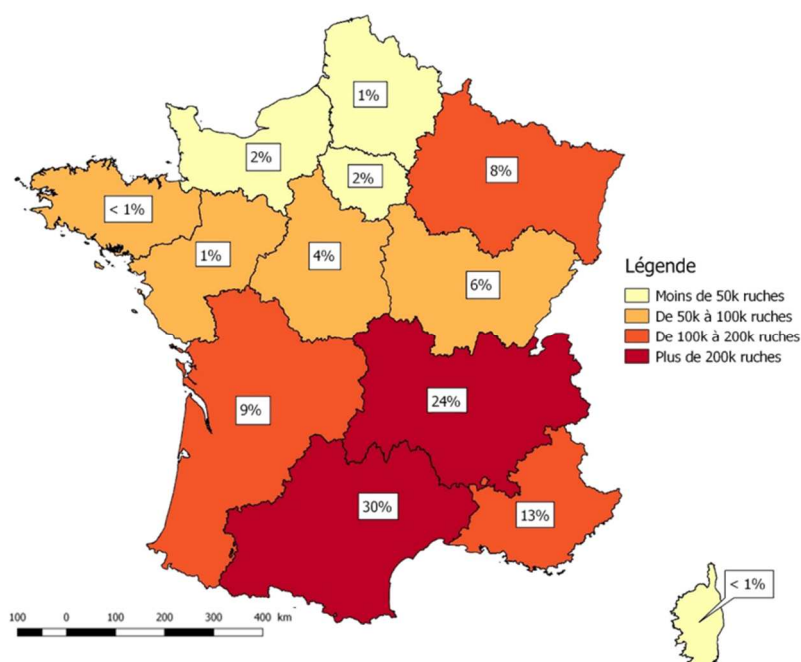 1%
2%
2%
8%
< 1%
1%
4%
6%
Légende
Moins de 50k ruches
De 50k à 100k ruches
De 100k à 200k ruches
Plus de 200k ruches
9%
24%
30%
13%
< 1%
100 0 100 200 300 400 km